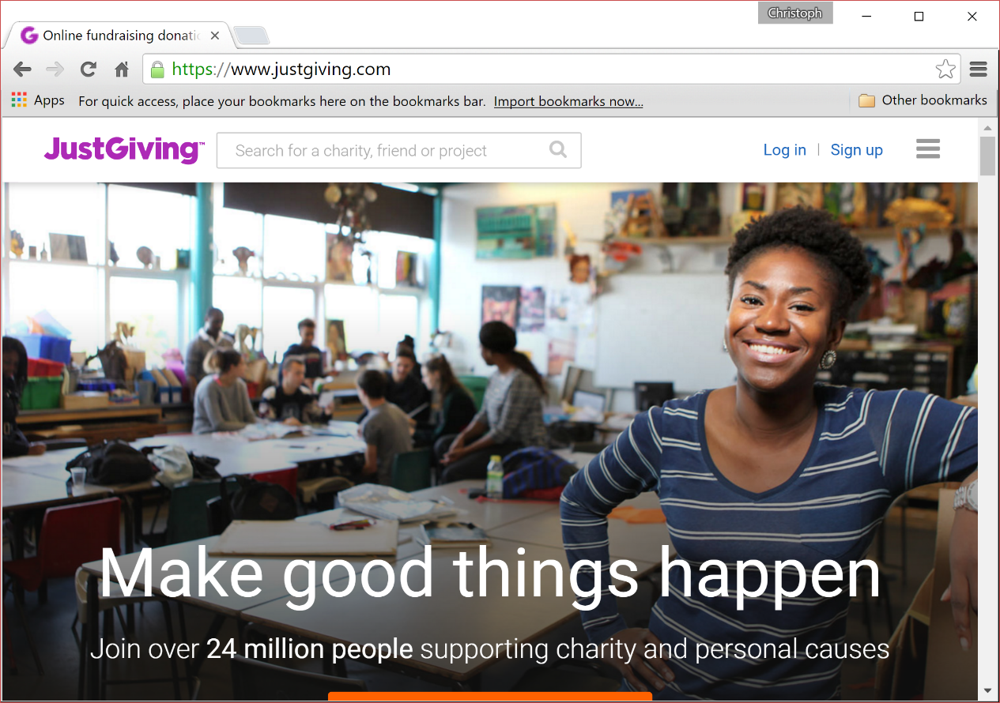 Christoph
Online fundraising donati
https://www.justgiving.com
Apps For quick access, place your bookmarks here on the bookmarks bar. Import bookmarks now... Other bookmarks
JustGiving™ Search for a charity, friend or project Log in | Sign up
Make good things happen
Join over 24 million people supporting charity and personal causes